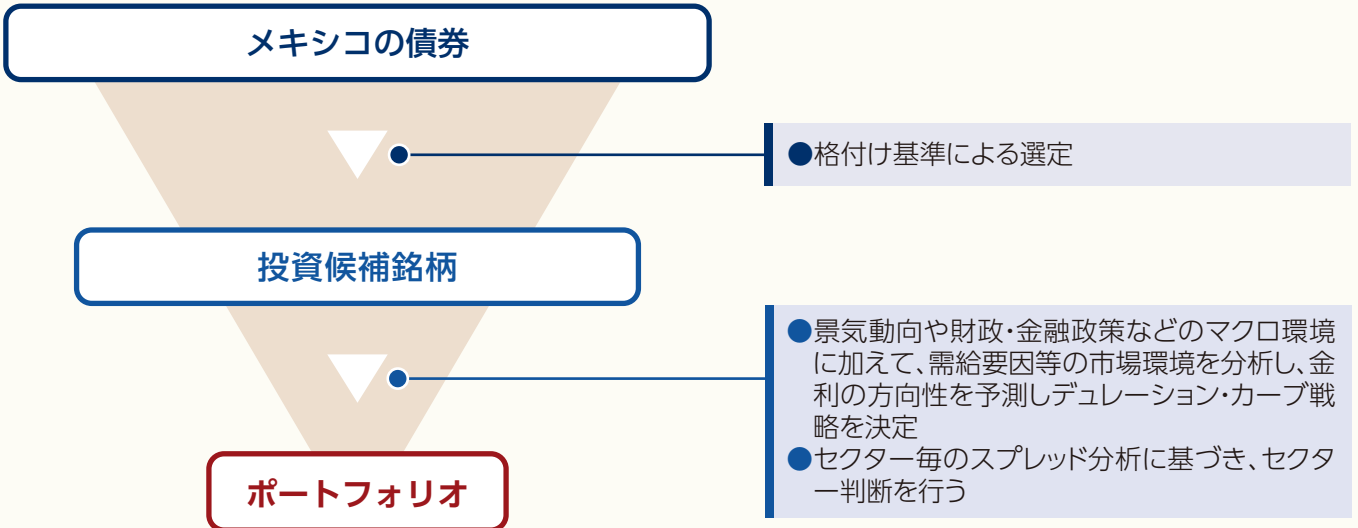 メキシコの債券
●格付け基準による選定
投資候補銘柄
●景気動向や財政・金融政策などのマクロ環境
に加えて、需給要因等の市場環境を分析し、金
利の方向性を予測しデュレーション・カーブ戦
略を決定
●セクター毎のスプレッド分析に基づき、セクタ
ー判断を行う
ポートフォリオ